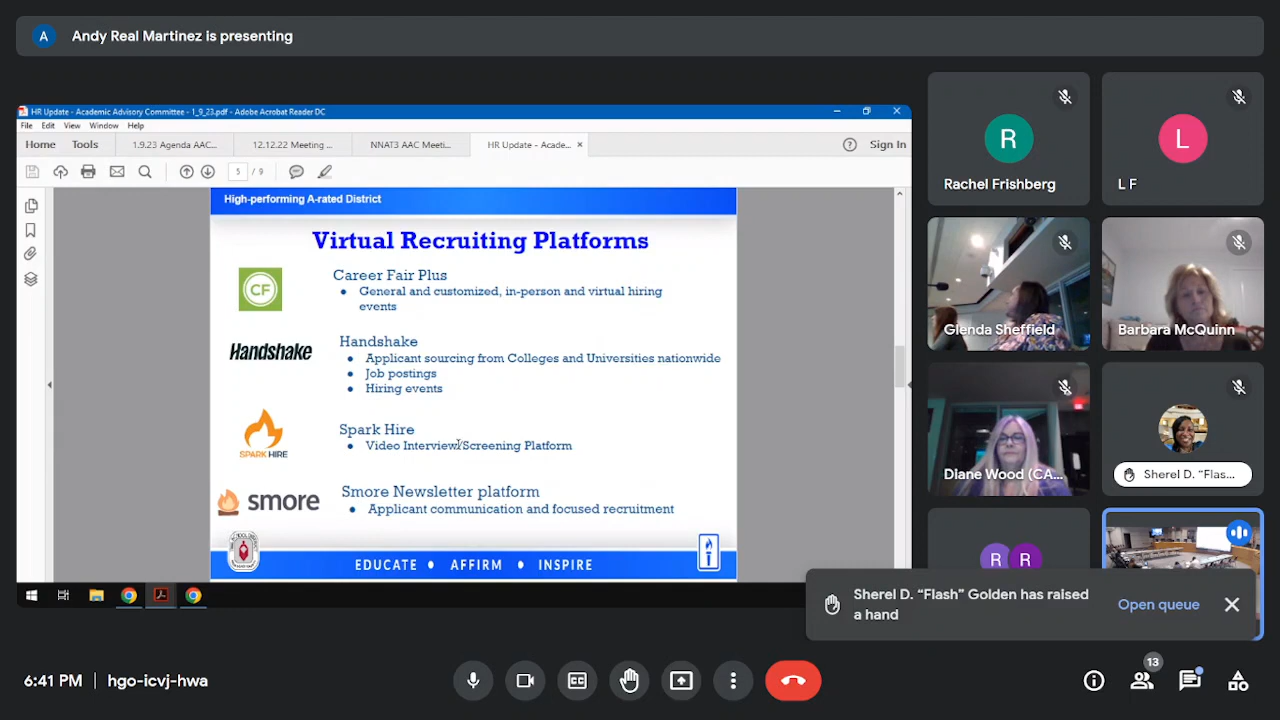 A
Andy Real Martinez is presenting
HR Update - Academic Advisory Committee - 1_9_23.pdf - Adobe Acrobat Reader DC
File Edit View Window Help
Home Tools 1.9.23 Agenda AAC... 12.12.22 Meeting ... NNAT3 AAC Meeti... HR Update - Acade... × ? Sign In
5 / 9
High-performing A-rated District
Virtual Recruiting Platforms
CF
Career Fair Plus
• General and customized, in-person and virtual hiring
events
Handshake
Handshake
• Applicant sourcing from Colleges and Universities nationwide
• Job postings
• Hiring events
SPARK HIRE
Spark Hire
• Video Interview/Screening Platform
smore
Smore Newsletter platform
• Applicant communication and focused recruitment
EDUCATE • AFFIRM • INSPIRE
R
Rachel Frishberg
L
L F
Glenda Sheffield
Barbara McQuinn
Diane Wood (CA...
Sherel D. “Flas...
R R
Sherel D. “Flash” Golden has raised
a hand
Open queue
6:41 PM | hgo-icvj-hwa
CC
13